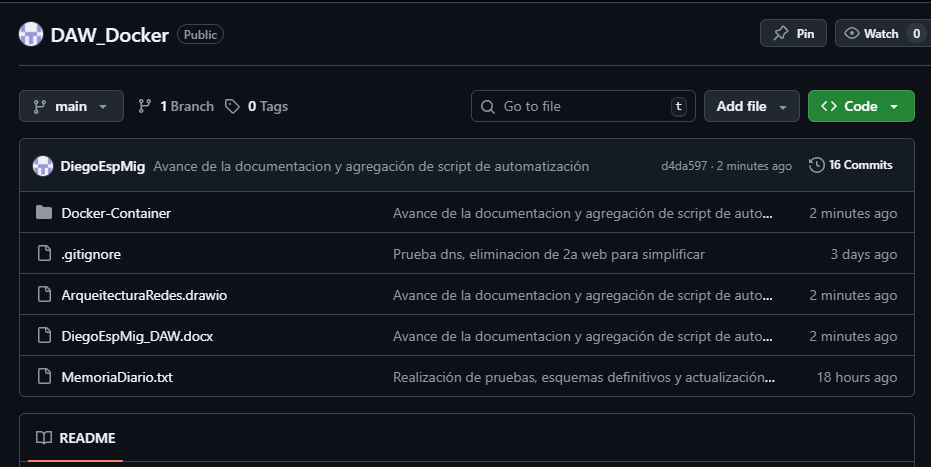 DAW_Docker Public Pin Watch 0
main 1 Branch 0 Tags Go to file t Add file Code
DiegoEspMig Avance de la documentacion y agregación de script de automatización d4da597 · 2 minutes ago 16 Commits
Docker-Container Avance de la documentacion y agregación de script de auto... 2 minutes ago
.gitignore Prueba dns, eliminacion de 2a web para simplificar 3 days ago
ArqueitecturaRedes.drawio Avance de la documentacion y agregación de script de auto... 2 minutes ago
DiegoEspMig_DAW.docx Avance de la documentacion y agregación de script de auto... 2 minutes ago
MemoriaDiario.txt Realización de pruebas, esquemas definitivos y actualización... 18 hours ago
README